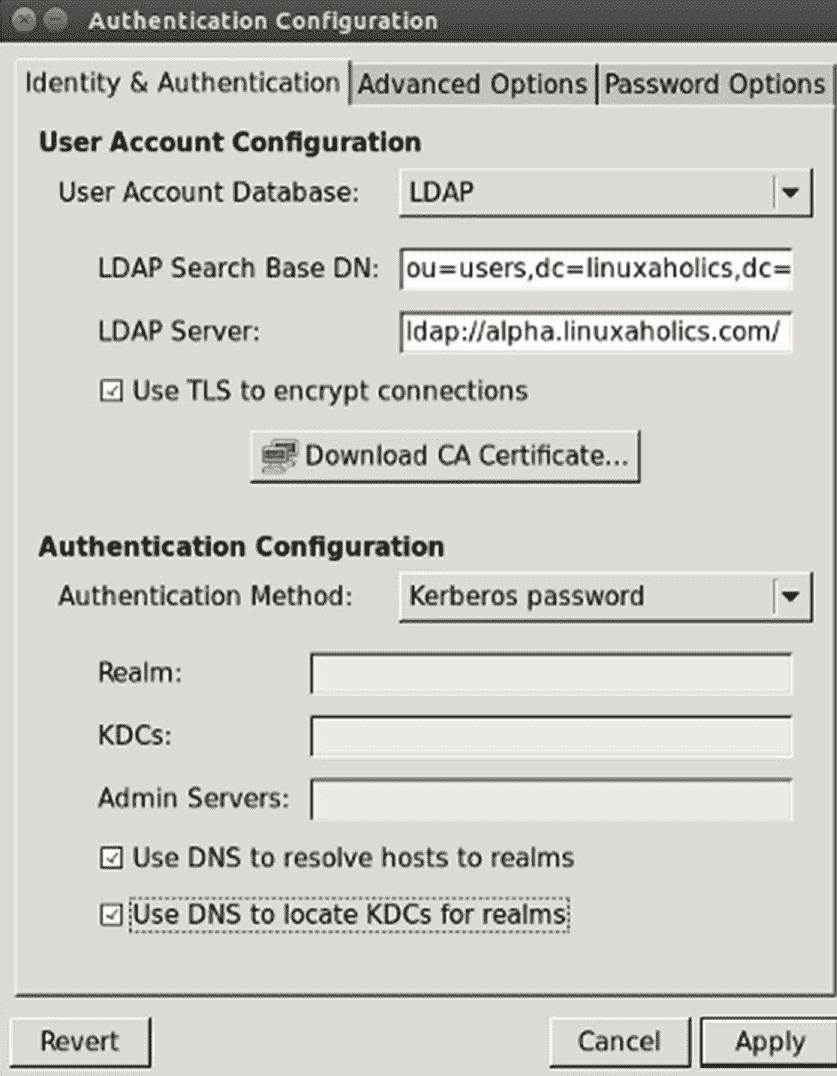 Authentication Configuration
Identity & Authentication
Advanced Options
Password Options
User Account Configuration
User Account Database:
LDAP
LDAP Search Base DN:
ou=users,dc=linuxaholics,dc=
LDAP Server:
ldap://alpha.linuxaholics.com/
Use TLS to encrypt connections
Download CA Certificate...
Authentication Configuration
Authentication Method:
Kerberos password
Realm:
KDCs:
Admin Servers:
Use DNS to resolve hosts to realms
Use DNS to locate KDCs for realms
Revert
Cancel
Apply